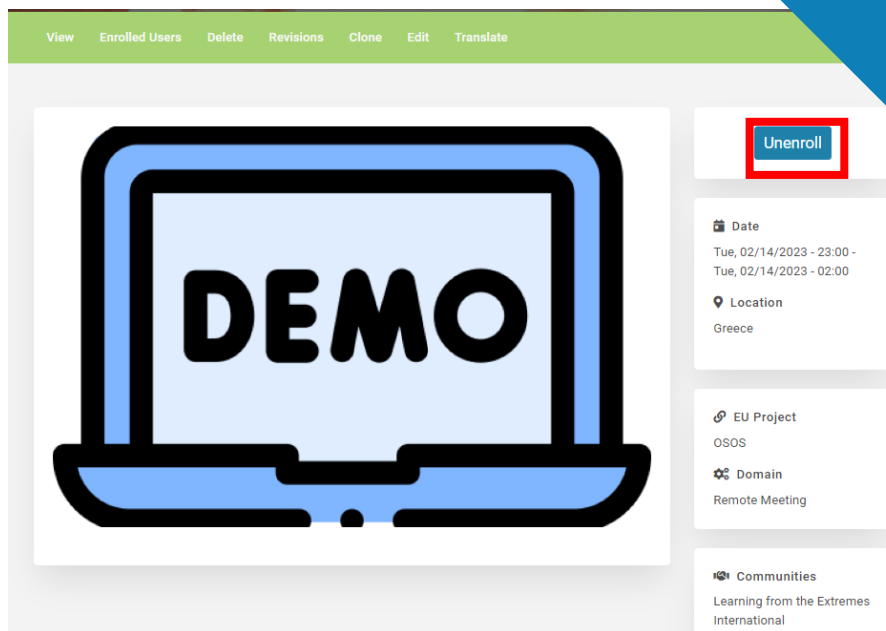 View Enrolled Users Delete Revisions Clone Edit Translate
DEMO
Unenroll
Date
Tue, 02/14/2023 - 23:00 -
Tue, 02/14/2023 - 02:00
Location
Greece
EU Project
OSOS
Domain
Remote Meeting
Communities
Learning from the Extremes
International